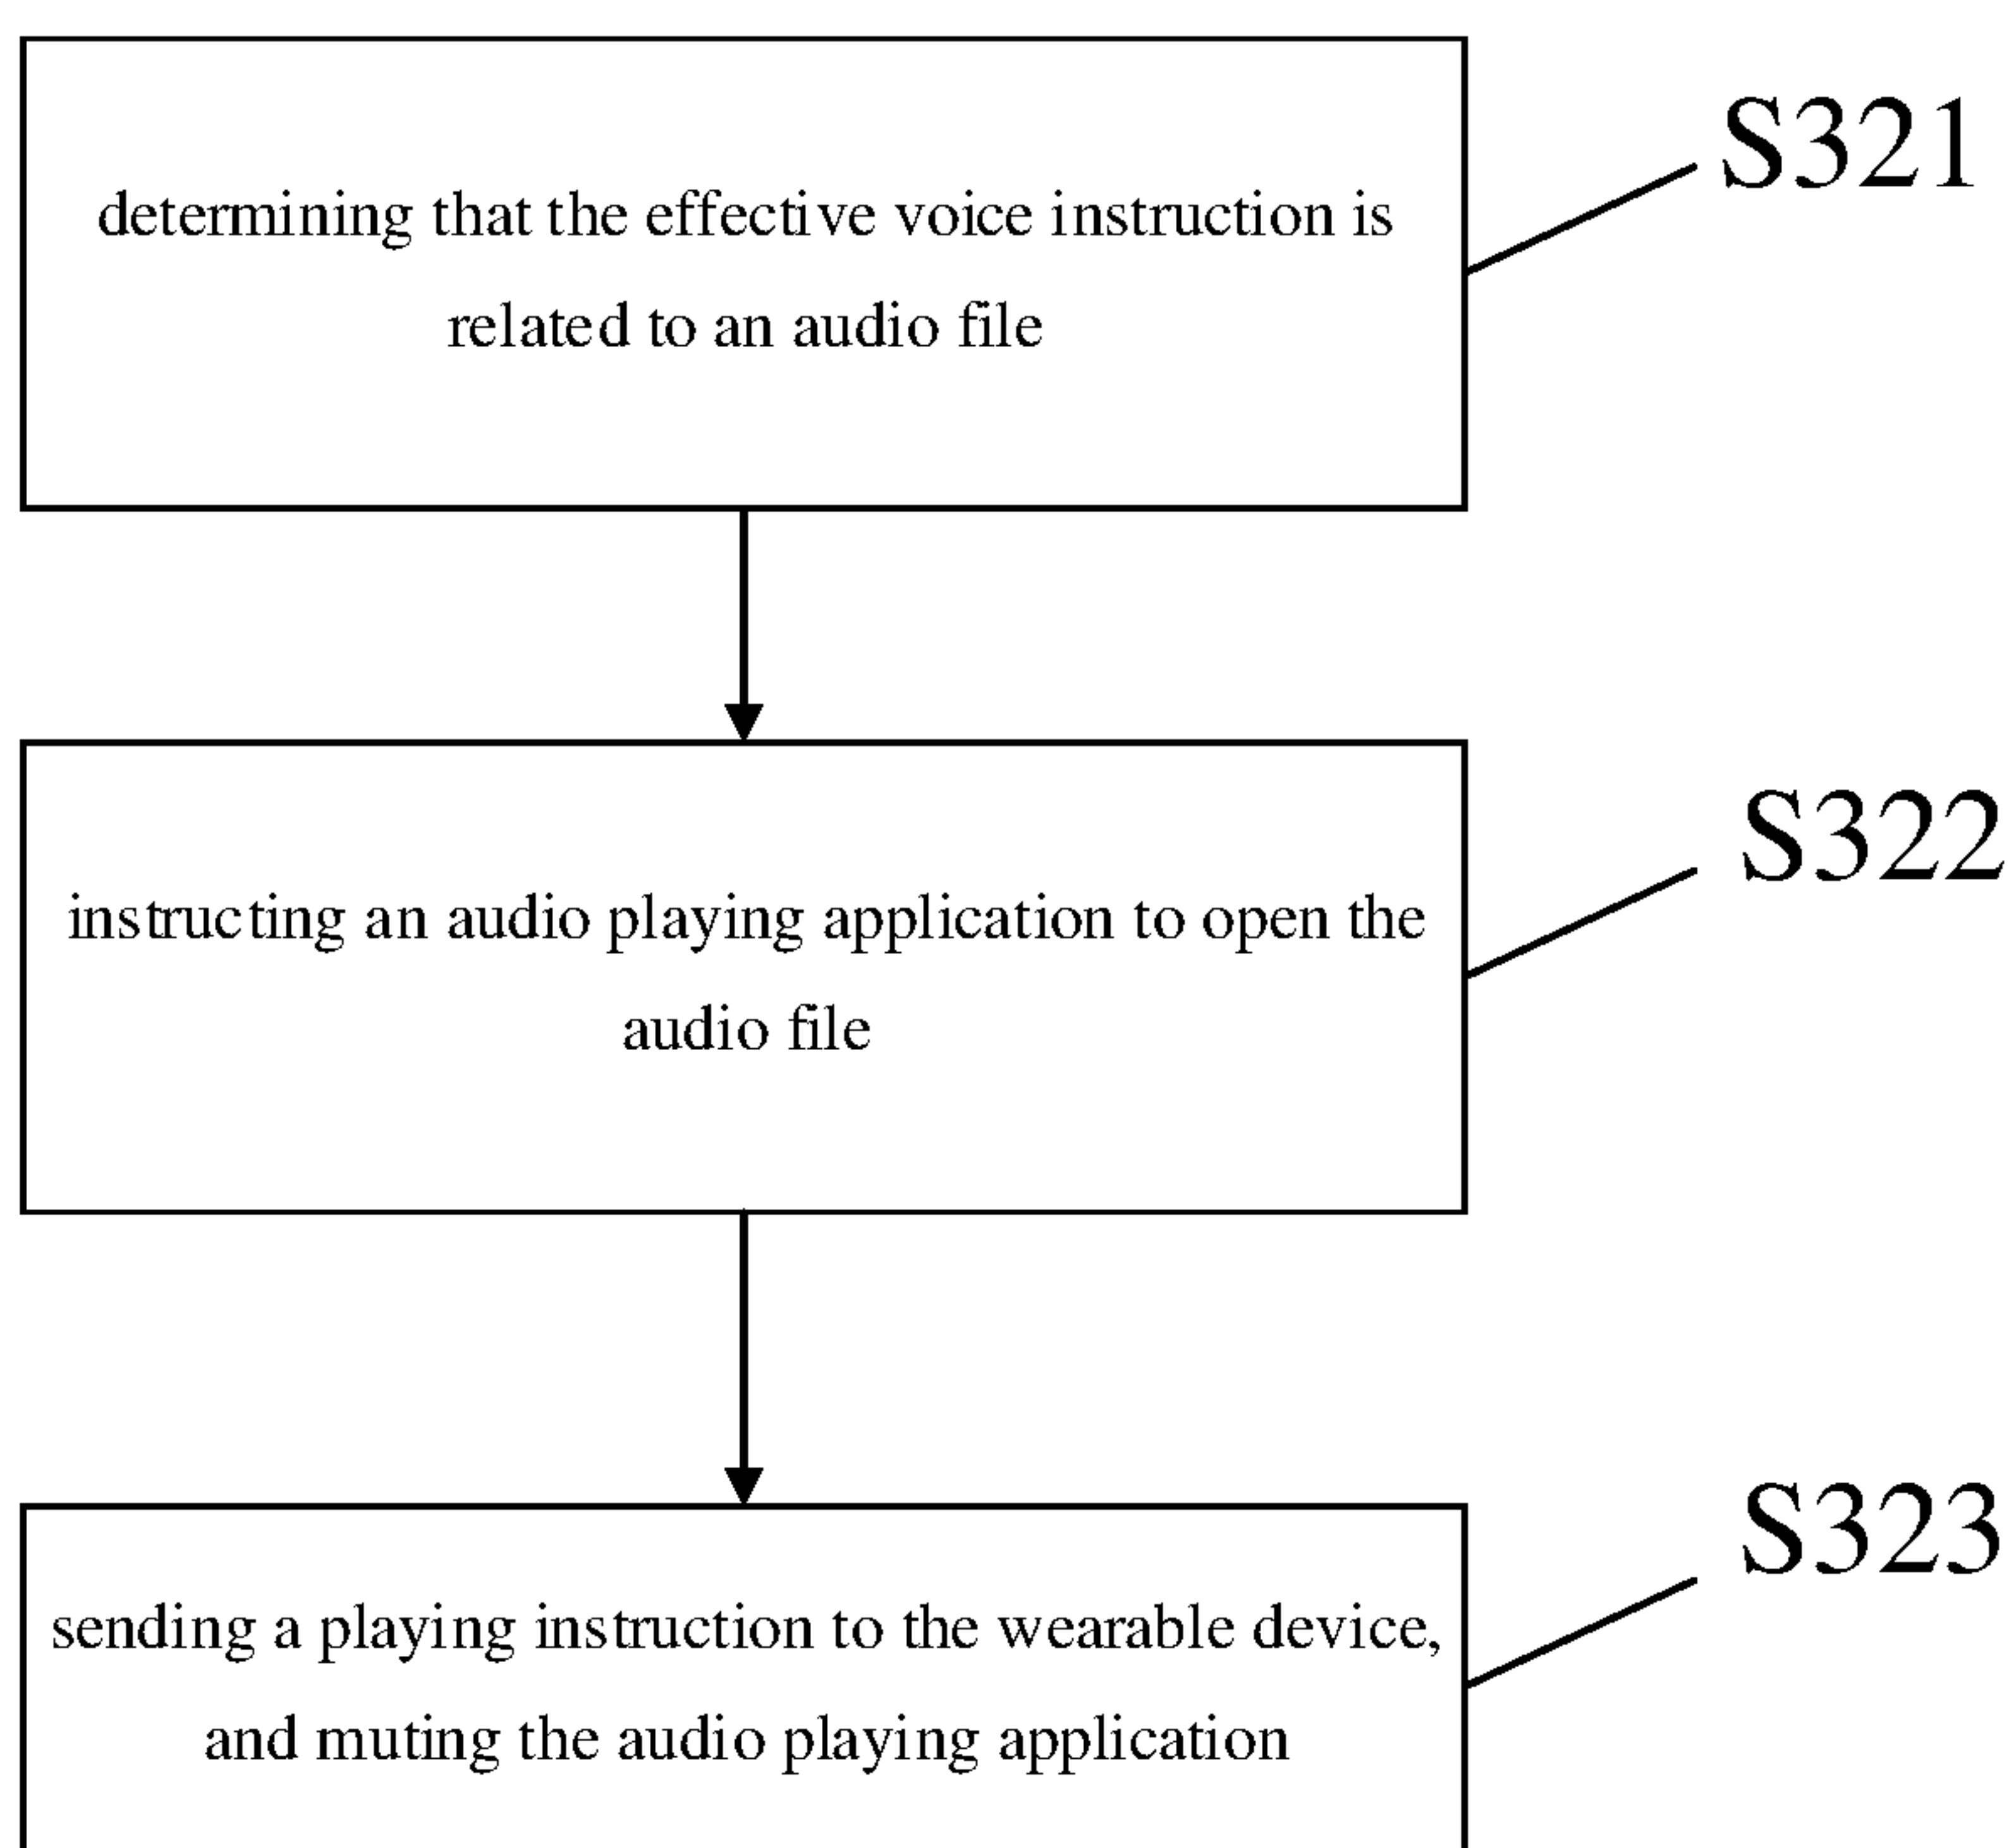 S321
determining that the effective voice instruction is
related to an audio file
S322
instructing an audio playing application to open the
audio file
S323
sending a playing instruction to the wearable device,
and muting the audio playing application